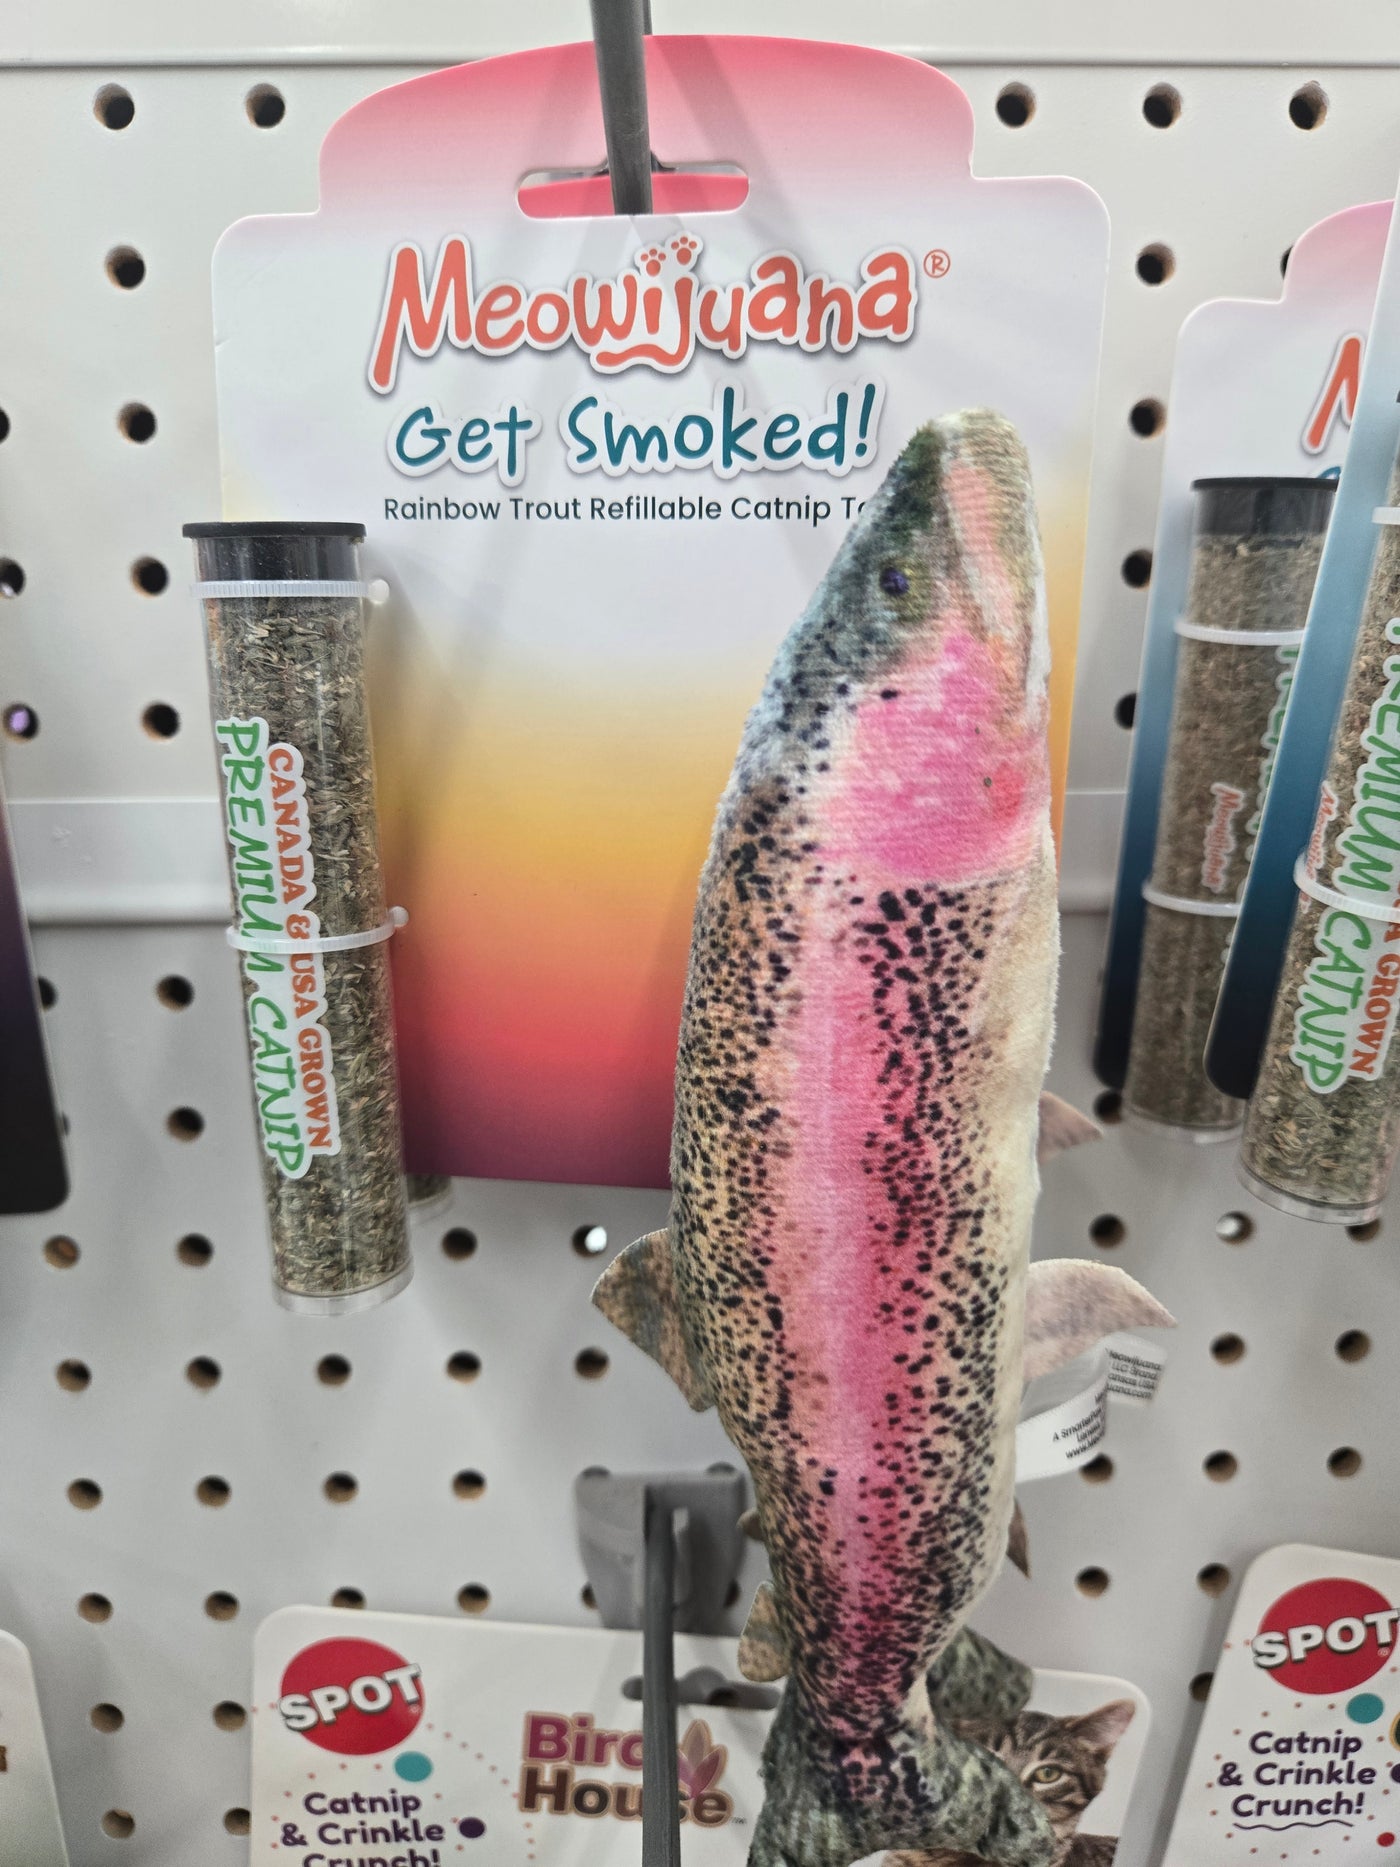 Meowijuana®
Get Smoked!
Rainbow Trout Refillable Catnip
CANADA & USA GROWN
PREMIUM CATNIP
Meowijuana
GROWN
PREMIUM CATNIP
SPOT
Catnip
& Crinkle
Crunch!
Bird
House
SPOT
Catnip
& Crinkle
Crunch!